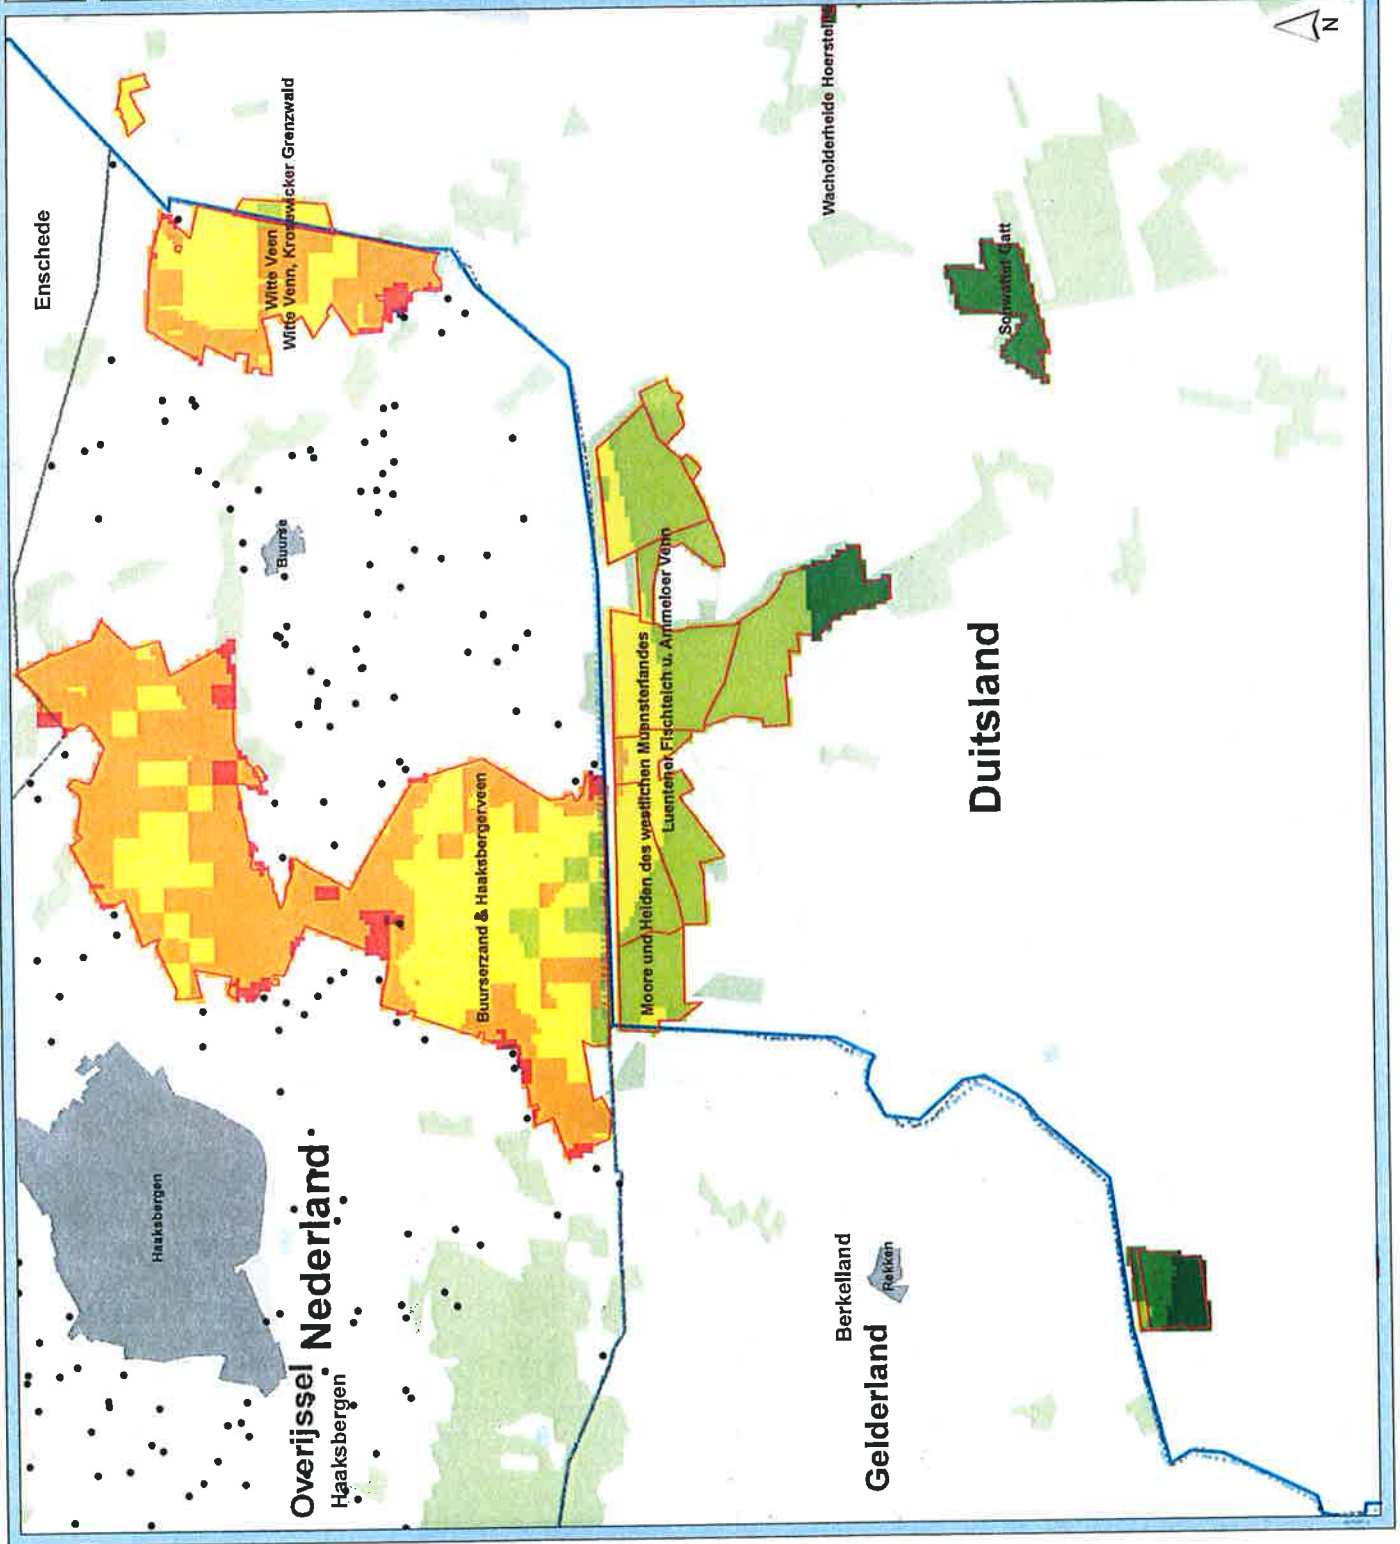 Enschede
Witte Veen
Witte Venn, Krosewicker Grenzwald
Buurse
Haaksbergen
Overijssel
Nederland
Haaksbergen
Buurserzand & Haaksbergerveen
Moore und Heiden des westlichen Muensterlandes
Luentener Fischteich u. Ammeloer Venn
Wacholderheide Hoerstel
Schwattet Gatt
Duitsland
Berkelland
Rekken
Gelderland
N